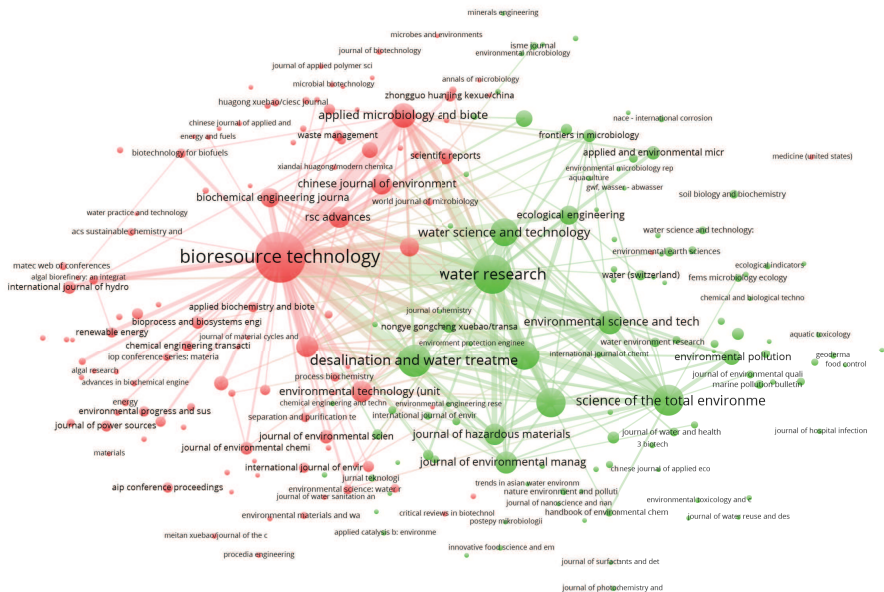 minerals engineering
microbes and environments
isme journal
journal of biotechnology
environmental microbiology
journal of applied polymer sci
annals of microbiology
microbial biotechnology
zhongguo huanjing kexue/china
huagong xuebao/ciesc journal
applied microbiology and biote
nace - international corrosion
chinese journal of applied and
waste management
frontiers in microbiology
energy and fuels
biotechnology for biofuels
scientific reports
applied and environmental micr
medicine (united states)
xiandai huagong/modern chemica
environmental microbiology rep
aquaculture
chinese journal of environment
gwf, wasser - abwasser
biochemical engineering journa
world journal of microbiology
soil biology and biochemistry
water practice and technology
rsc advances
ecological engineering
acs sustainable chemistry and
water science and technology
water science and technology:
environmental earth sciences
bioresource technology
matec web of conferences
water research
water (switzerland)
ecological indicators
algal biorefinery: an integrat
fems microbiology ecology
international journal of hydro
chemical and biological techno
applied biochemistry and biote
journal of chemistry
bioprocess and biosystems engi
nongye gongcheng xuebao/transa
environmental science and tech
renewable energy
journal of material cycles and
aquatic toxicology
chemical engineering transacti
environment protection enginee
water environment research
iop conference series: materia
desalination and water treatme
international journal of chemt
environmental pollution
geoderma
food control
algal research
process biochemistry
journal of environmental quali
advances in biochemical engine
environmental technology (unit
marine pollution bulletin
energy
chemical engineering and techn
environmental engineering rese
science of the total environme
environmental progress and sus
separation and purification te
international journal of envir
journal of power sources
journal of environmental scien
journal of hazardous materials
journal of water and health
journal of hospital infection
journal of environmental chemi
3 biotech
materials
international journal of envir
journal of environmental manag
chinese journal of applied eco
jurnal teknologi
aip conference proceedings
environmental science: water r
trends in asian water environm
nature environment and polluti
journal of water sanitation an
journal of nanoscience and nan
environmental toxicology and c
environmental materials and wa
critical reviews in biotechnol
handbook of environmental chem
journal of water reuse and des
postepy mikrobiologii
meitan xuebao/journal of the c
applied catalysis b: environme
procedia engineering
innovative food science and em
journal of surfactants and det
journal of photochemistry and